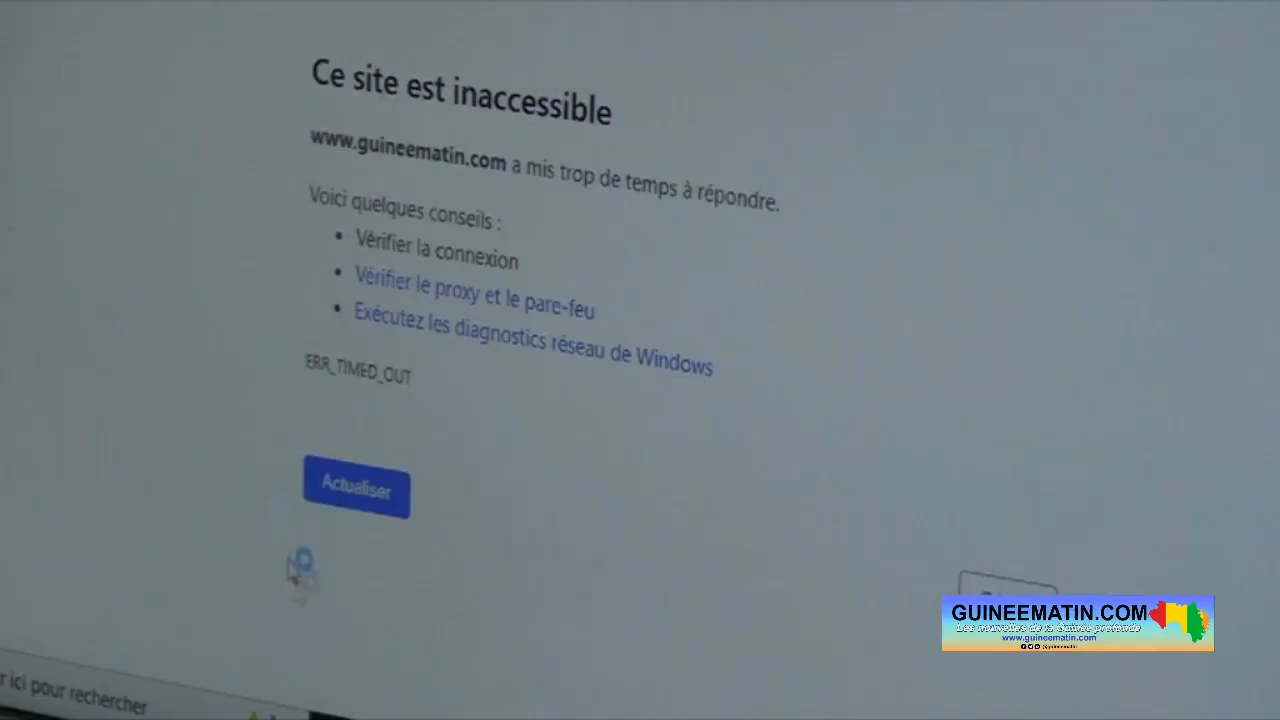 Ce site est inaccessible
www.guineematin.com a mis trop de temps à répondre.
Voici quelques conseils :
• Vérifier la connexion
• Vérifier le proxy et le pare-feu
• Exécutez les diagnostics réseau de Windows
ERR_TIMED_OUT
Actualiser
GUINEEMATIN.COM
Les nouvelles de la Guinée profonde
www.guineematin.com
@guineematin
ici pour rechercher